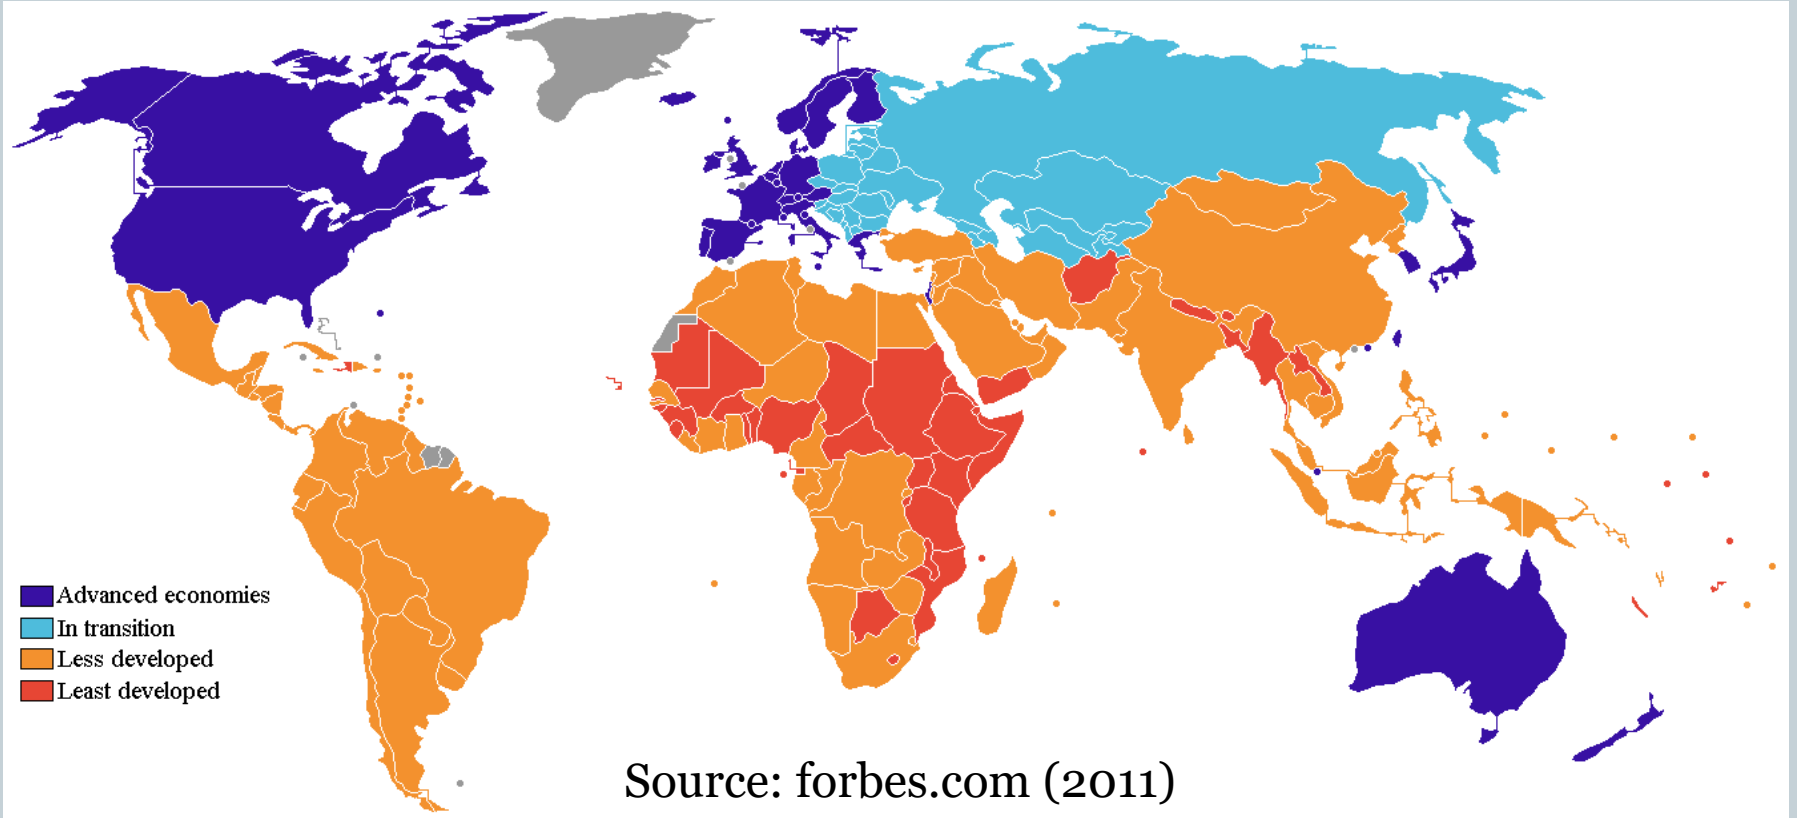 Advanced economies
In transition
Less developed
Least developed
Source: forbes.com (2011)